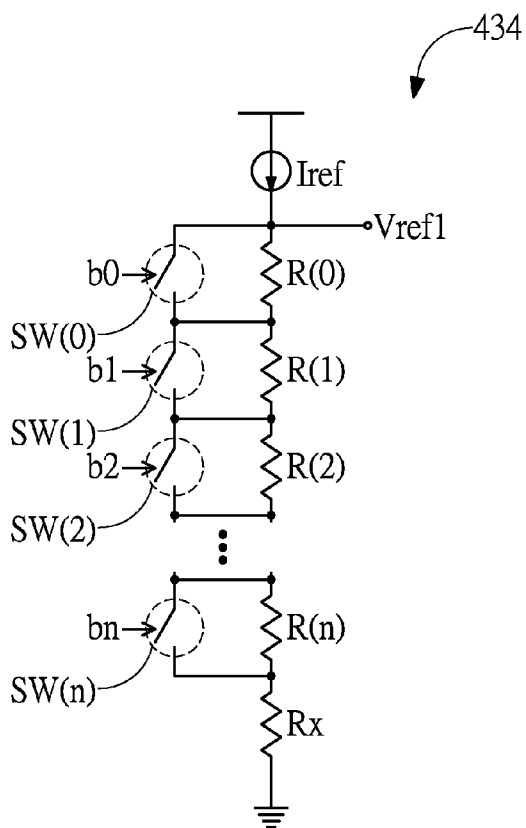 434
Iref
Vref1
b0
R(0)
SW(0)
b1
R(1)
SW(1)
b2
R(2)
SW(2)
bn
R(n)
SW(n)
Rx